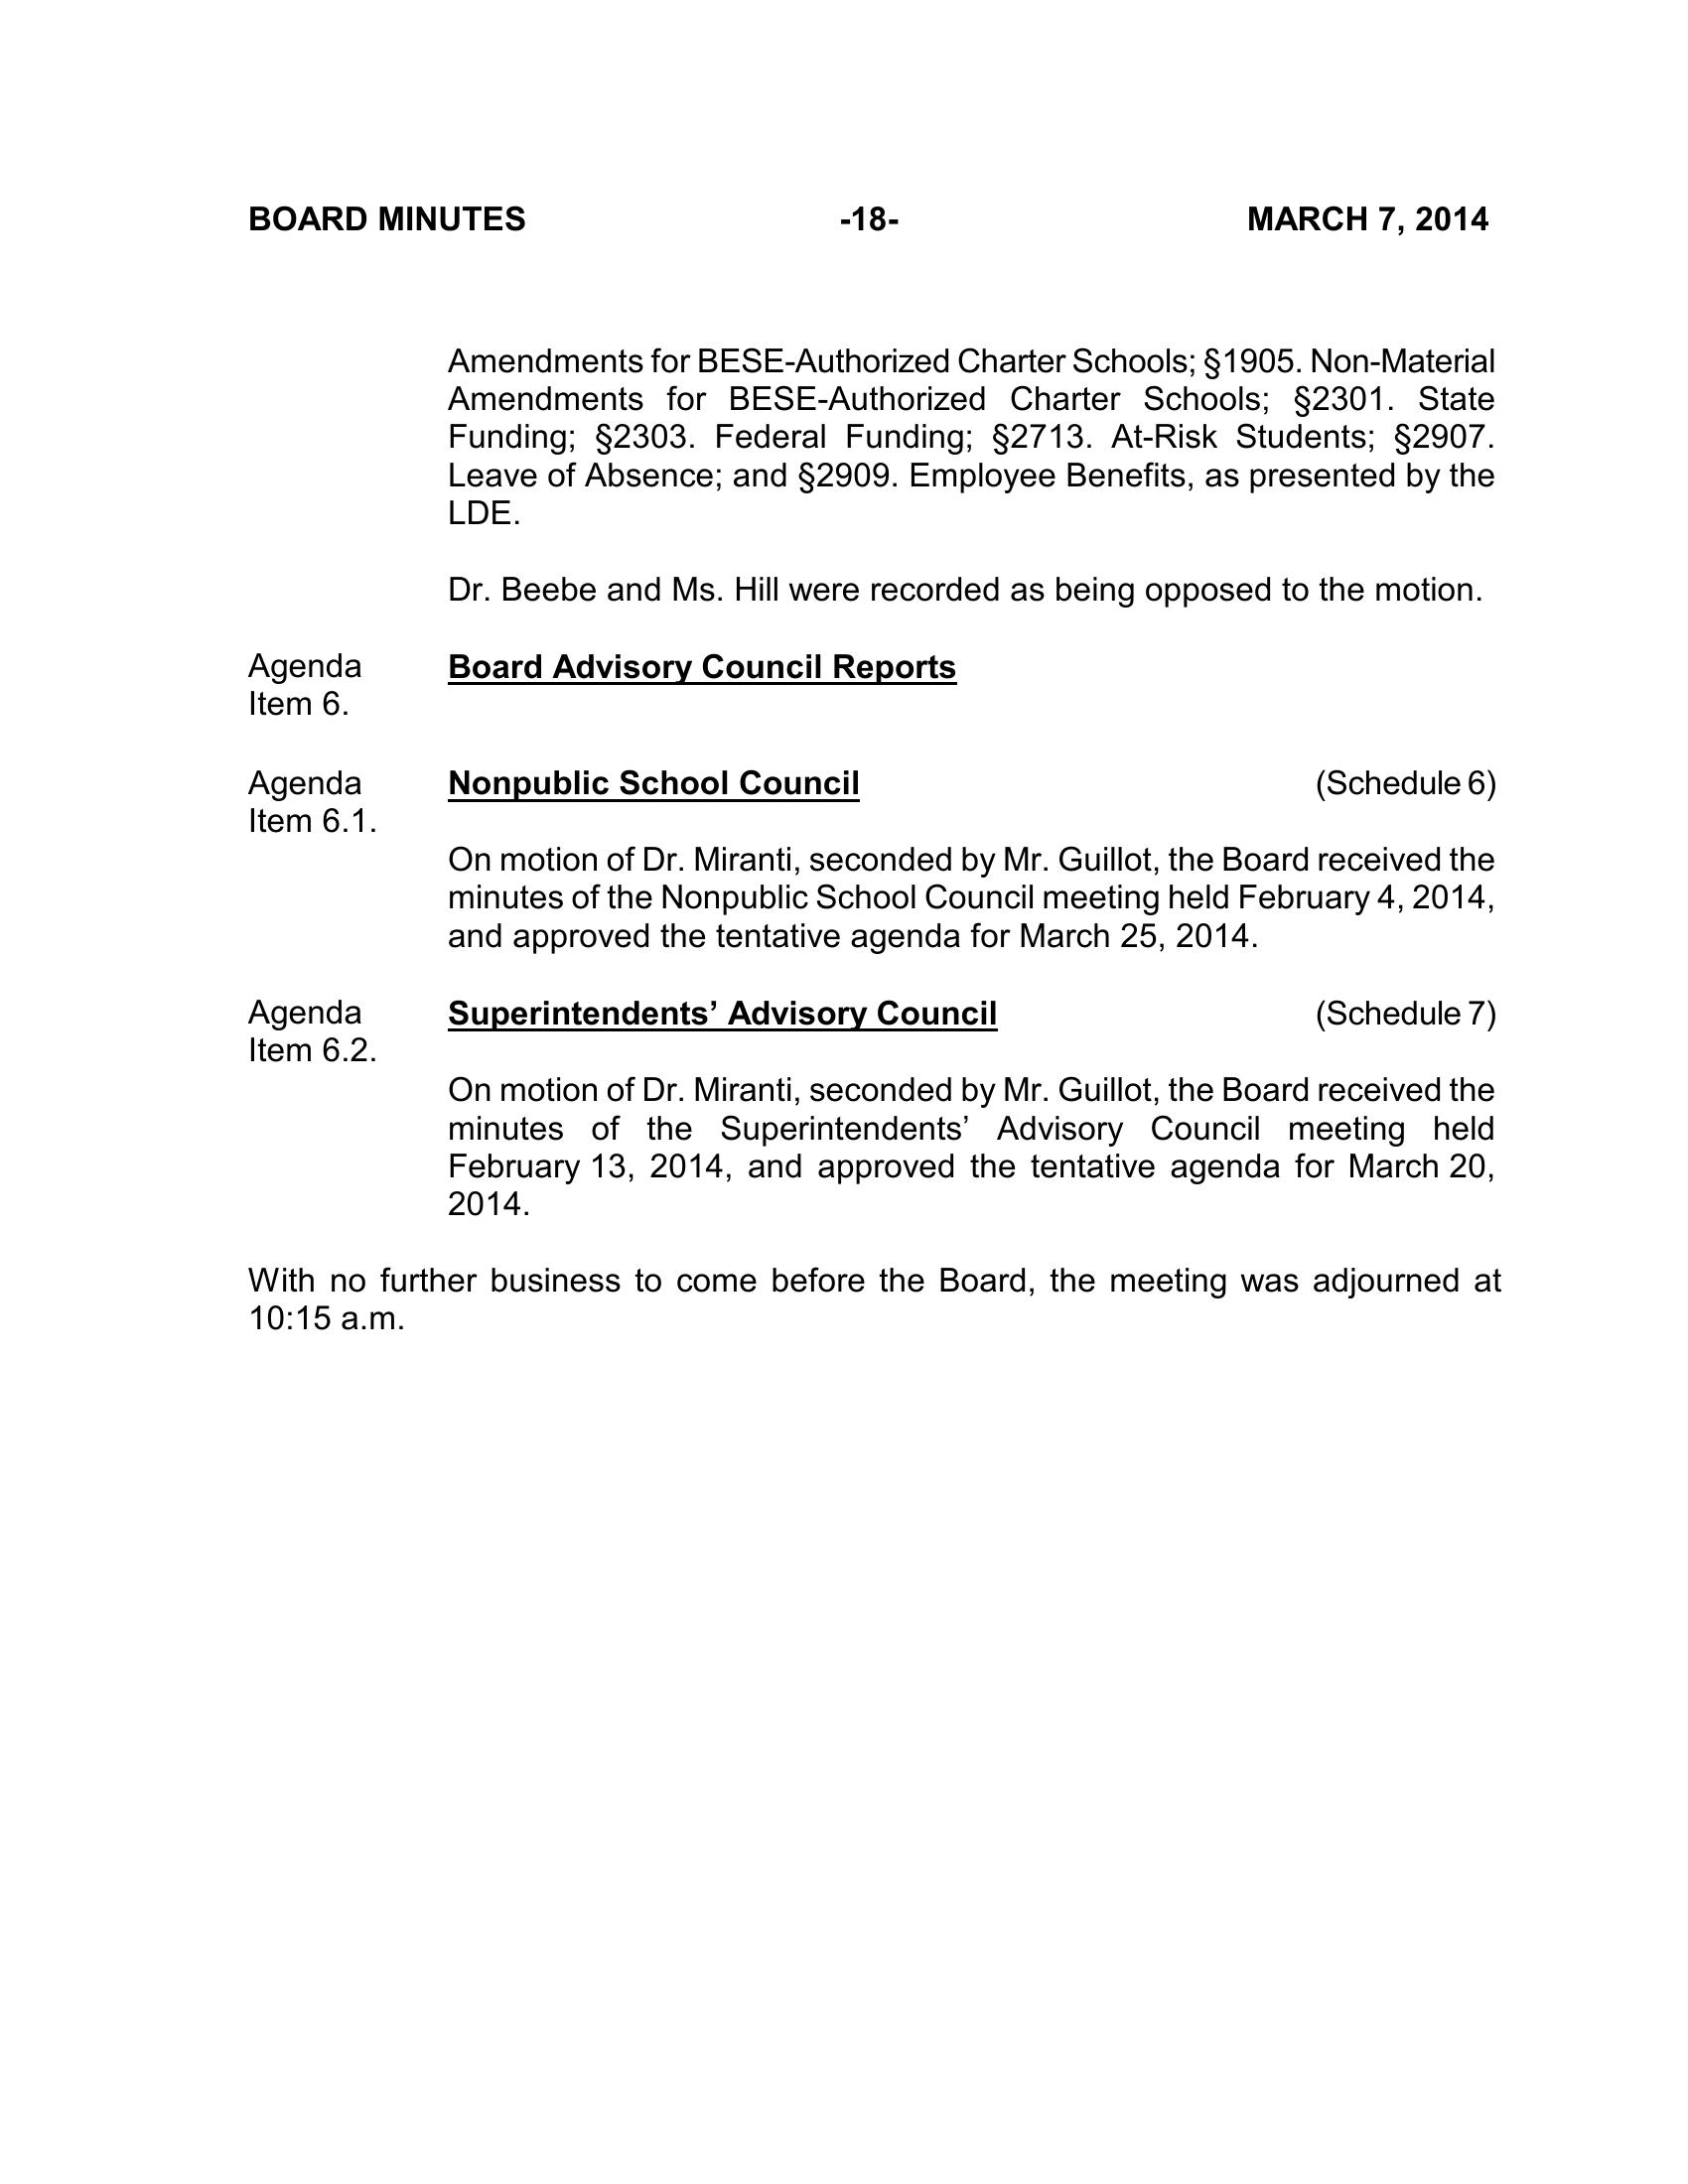 BOARD MINUTES -18- MARCH 7, 2014
Amendments for BESE-Authorized Charter Schools; §1905. Non-Material
Amendments for BESE-Authorized Charter Schools; §2301. State
Funding; §2303. Federal Funding; §2713. At-Risk Students; §2907.
Leave of Absence; and §2909. Employee Benefits, as presented by the
LDE.
Dr. Beebe and Ms. Hill were recorded as being opposed to the motion.
Agenda Board Advisory Council Reports
Item 6.
Agenda Nonpublic School Council (Schedule 6)
Item 6.1.
On motion of Dr. Miranti, seconded by Mr. Guillot, the Board received the
minutes of the Nonpublic School Council meeting held February 4, 2014,
and approved the tentative agenda for March 25, 2014.
Agenda Superintendents’ Advisory Council (Schedule 7)
Item 6.2.
On motion of Dr. Miranti, seconded by Mr. Guillot, the Board received the
minutes of the Superintendents’ Advisory Council meeting held
February 13, 2014, and approved the tentative agenda for March 20,
2014.
With no further business to come before the Board, the meeting was adjourned at
10:15 a.m.